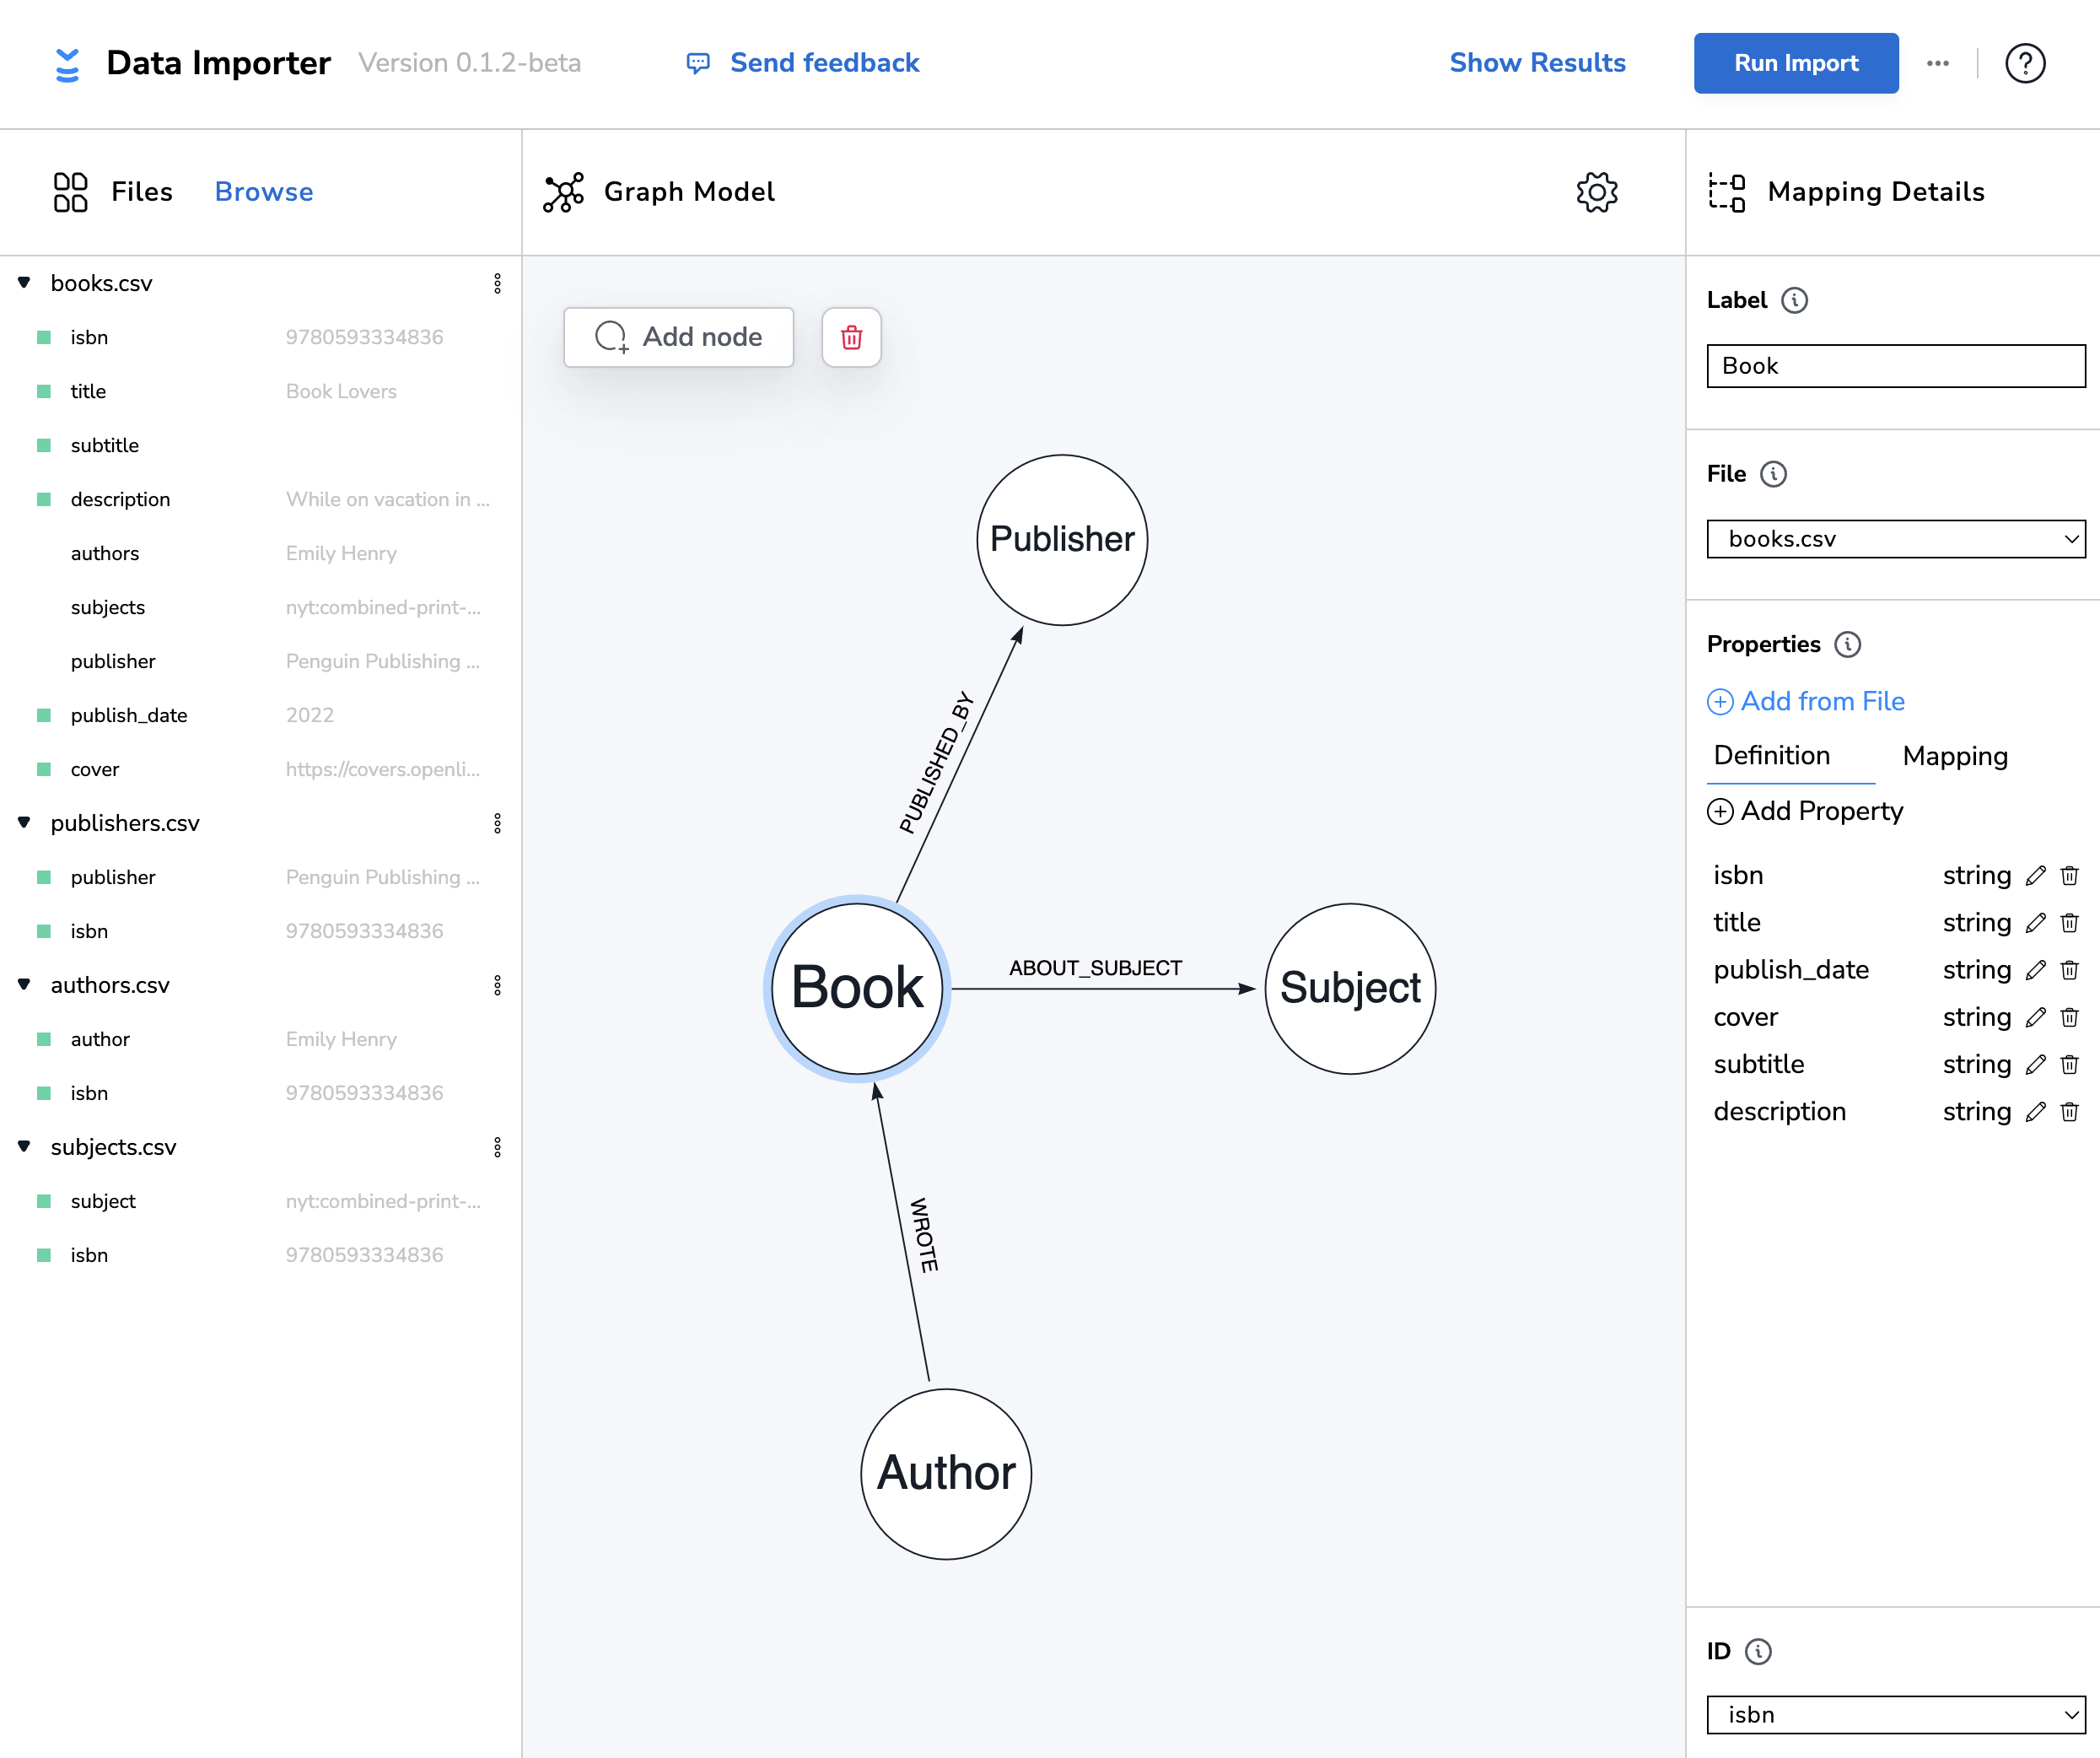 Data Importer Version 0.1.2-beta Send feedback Show Results Run Import ... ?
Files Browse
books.csv
isbn 9780593334836
title Book Lovers
subtitle
description While on vacation in ...
authors Emily Henry
subjects nyt:combined-print-...
publisher Penguin Publishing ...
publish_date 2022
cover https://covers.openli...
publishers.csv
publisher Penguin Publishing ...
isbn 9780593334836
authors.csv
author Emily Henry
isbn 9780593334836
subjects.csv
subject nyt:combined-print-...
isbn 9780593334836
Graph Model
Add node
Publisher
PUBLISHED_BY
Book
ABOUT_SUBJECT
Subject
WROTE
Author
Mapping Details
Label
Book
File
books.csv
Properties
Add from File
Definition Mapping
Add Property
isbn string
title string
publish_date string
cover string
subtitle string
description string
ID
isbn